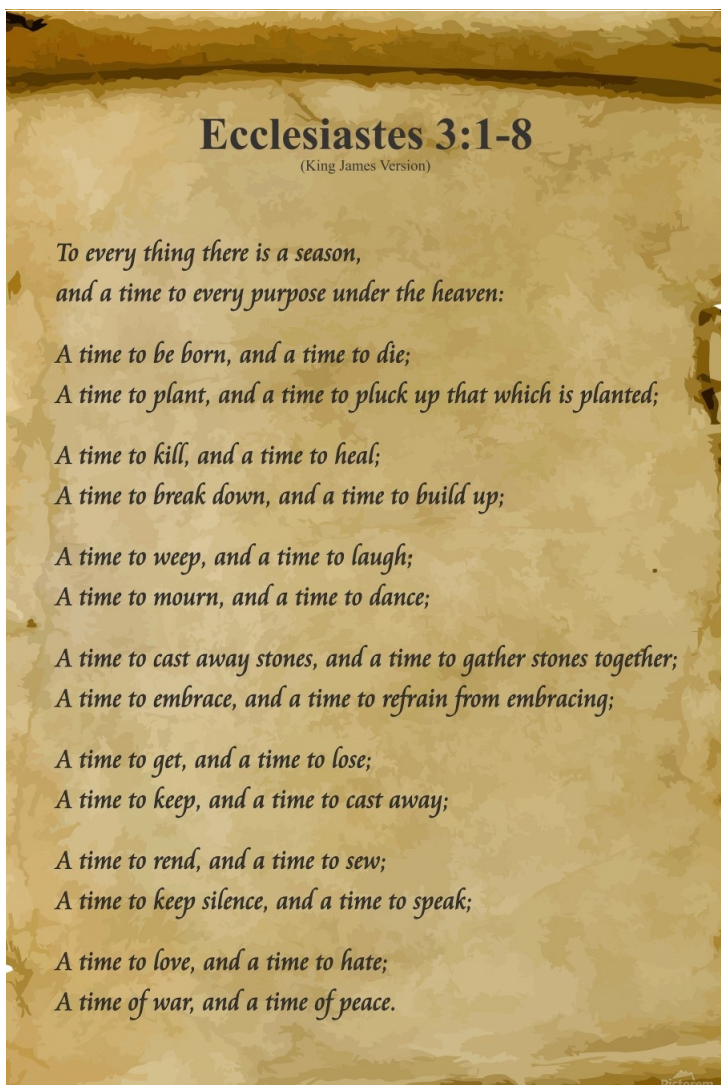 Ecclesiastes 3:1-8
(King James Version)
To every thing there is a season,
and a time to every purpose under the heaven:
A time to be born, and a time to die;
A time to plant, and a time to pluck up that which is planted;
A time to kill, and a time to heal;
A time to break down, and a time to build up;
A time to weep, and a time to laugh;
A time to mourn, and a time to dance;
A time to cast away stones, and a time to gather stones together;
A time to embrace, and a time to refrain from embracing;
A time to get, and a time to lose;
A time to keep, and a time to cast away;
A time to rend, and a time to sew;
A time to keep silence, and a time to speak;
A time to love, and a time to hate;
A time of war, and a time of peace.